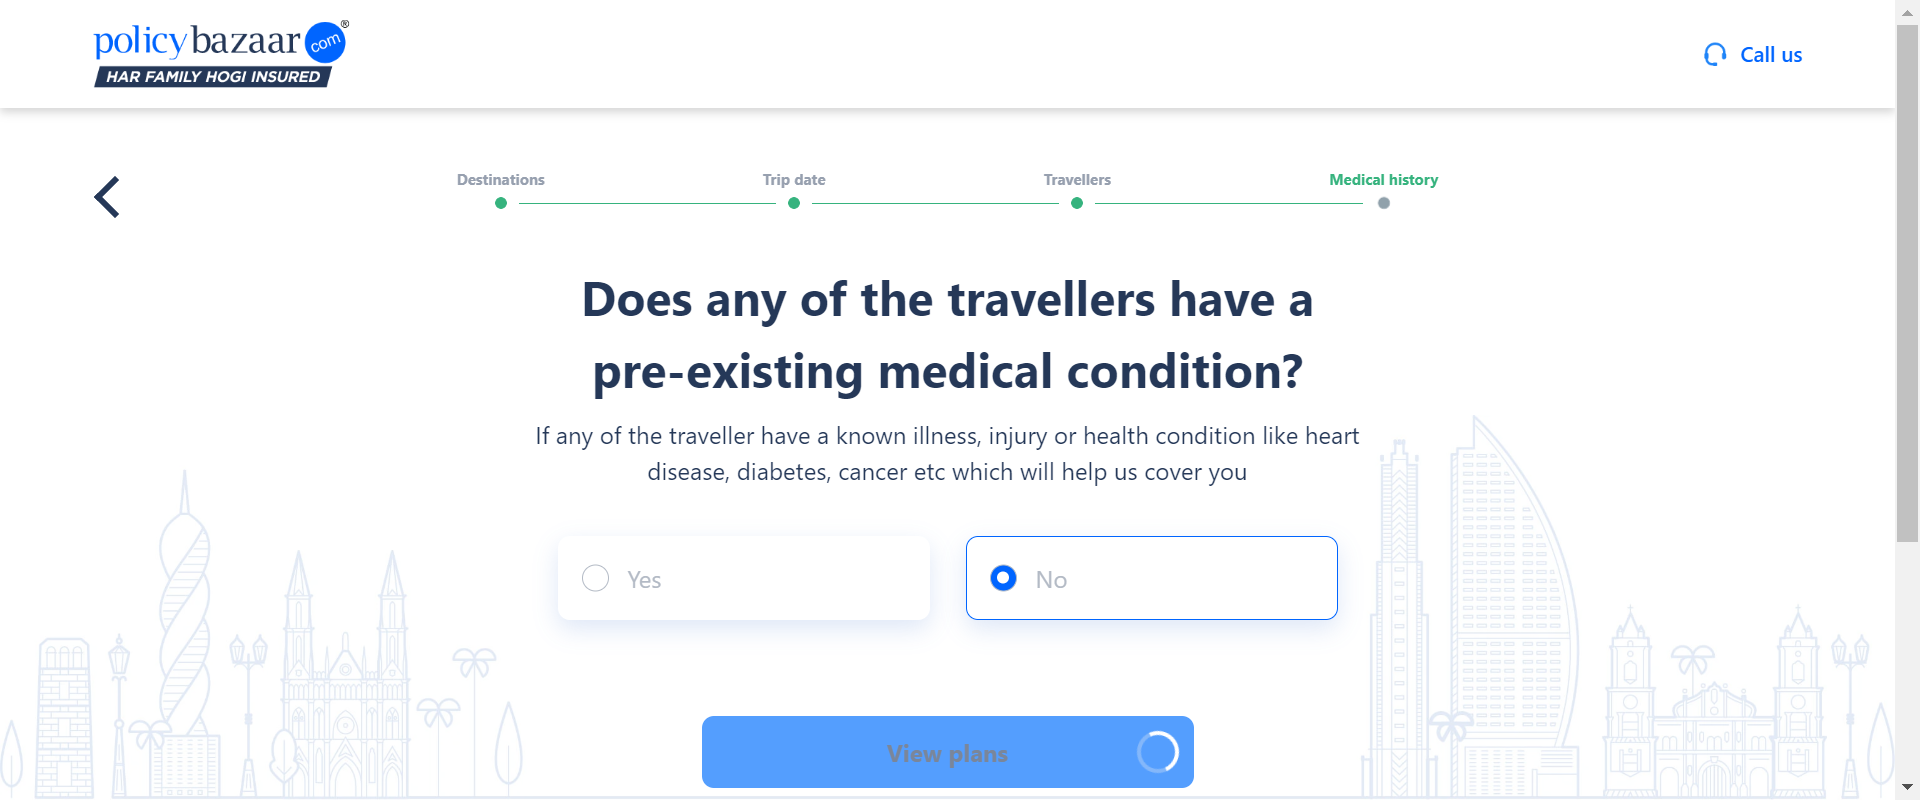 policybazaar com ®
HAR FAMILY HOGI INSURED
Call us
Destinations
Trip date
Travellers
Medical history
Does any of the travellers have a
pre-existing medical condition?
If any of the traveller have a known illness, injury or health condition like heart
disease, diabetes, cancer etc which will help us cover you
Yes
No
View plans